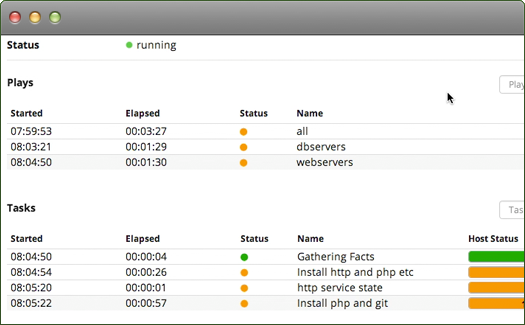 Status running
Plays Play
Started Elapsed Status Name
07:59:53 00:03:27 all
08:03:21 00:01:29 dbservers
08:04:50 00:01:30 webservers
Tasks Tas
Started Elapsed Status Name Host Status
08:04:50 00:00:04 Gathering Facts
08:04:54 00:00:26 Install http and php etc
08:05:20 00:00:01 http service state
08:05:22 00:00:57 Install php and git